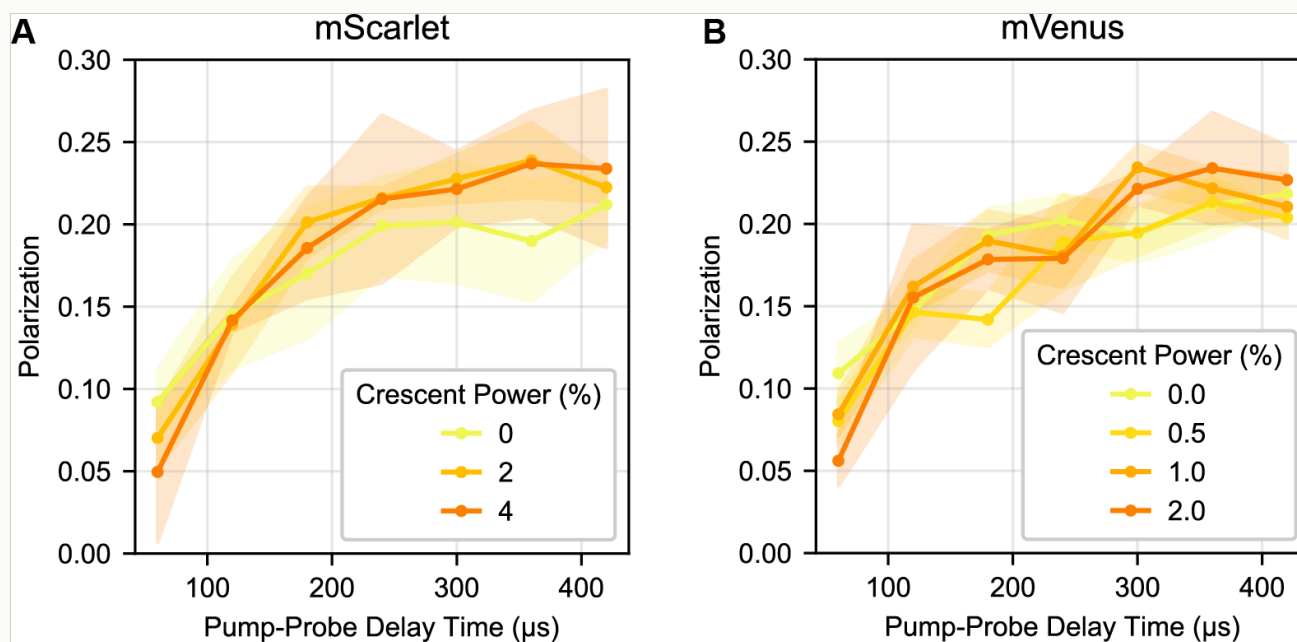 A
mScarlet
0.30
0.25
0.20
0.15
0.10
0.05
0.00
Polarization
100
200
300
400
Pump-Probe Delay Time (µs)
Crescent Power (%)
0
2
4
B
mVenus
0.30
0.25
0.20
0.15
0.10
0.05
0.00
Polarization
100
200
300
400
Pump-Probe Delay Time (µs)
Crescent Power (%)
0.0
0.5
1.0
2.0